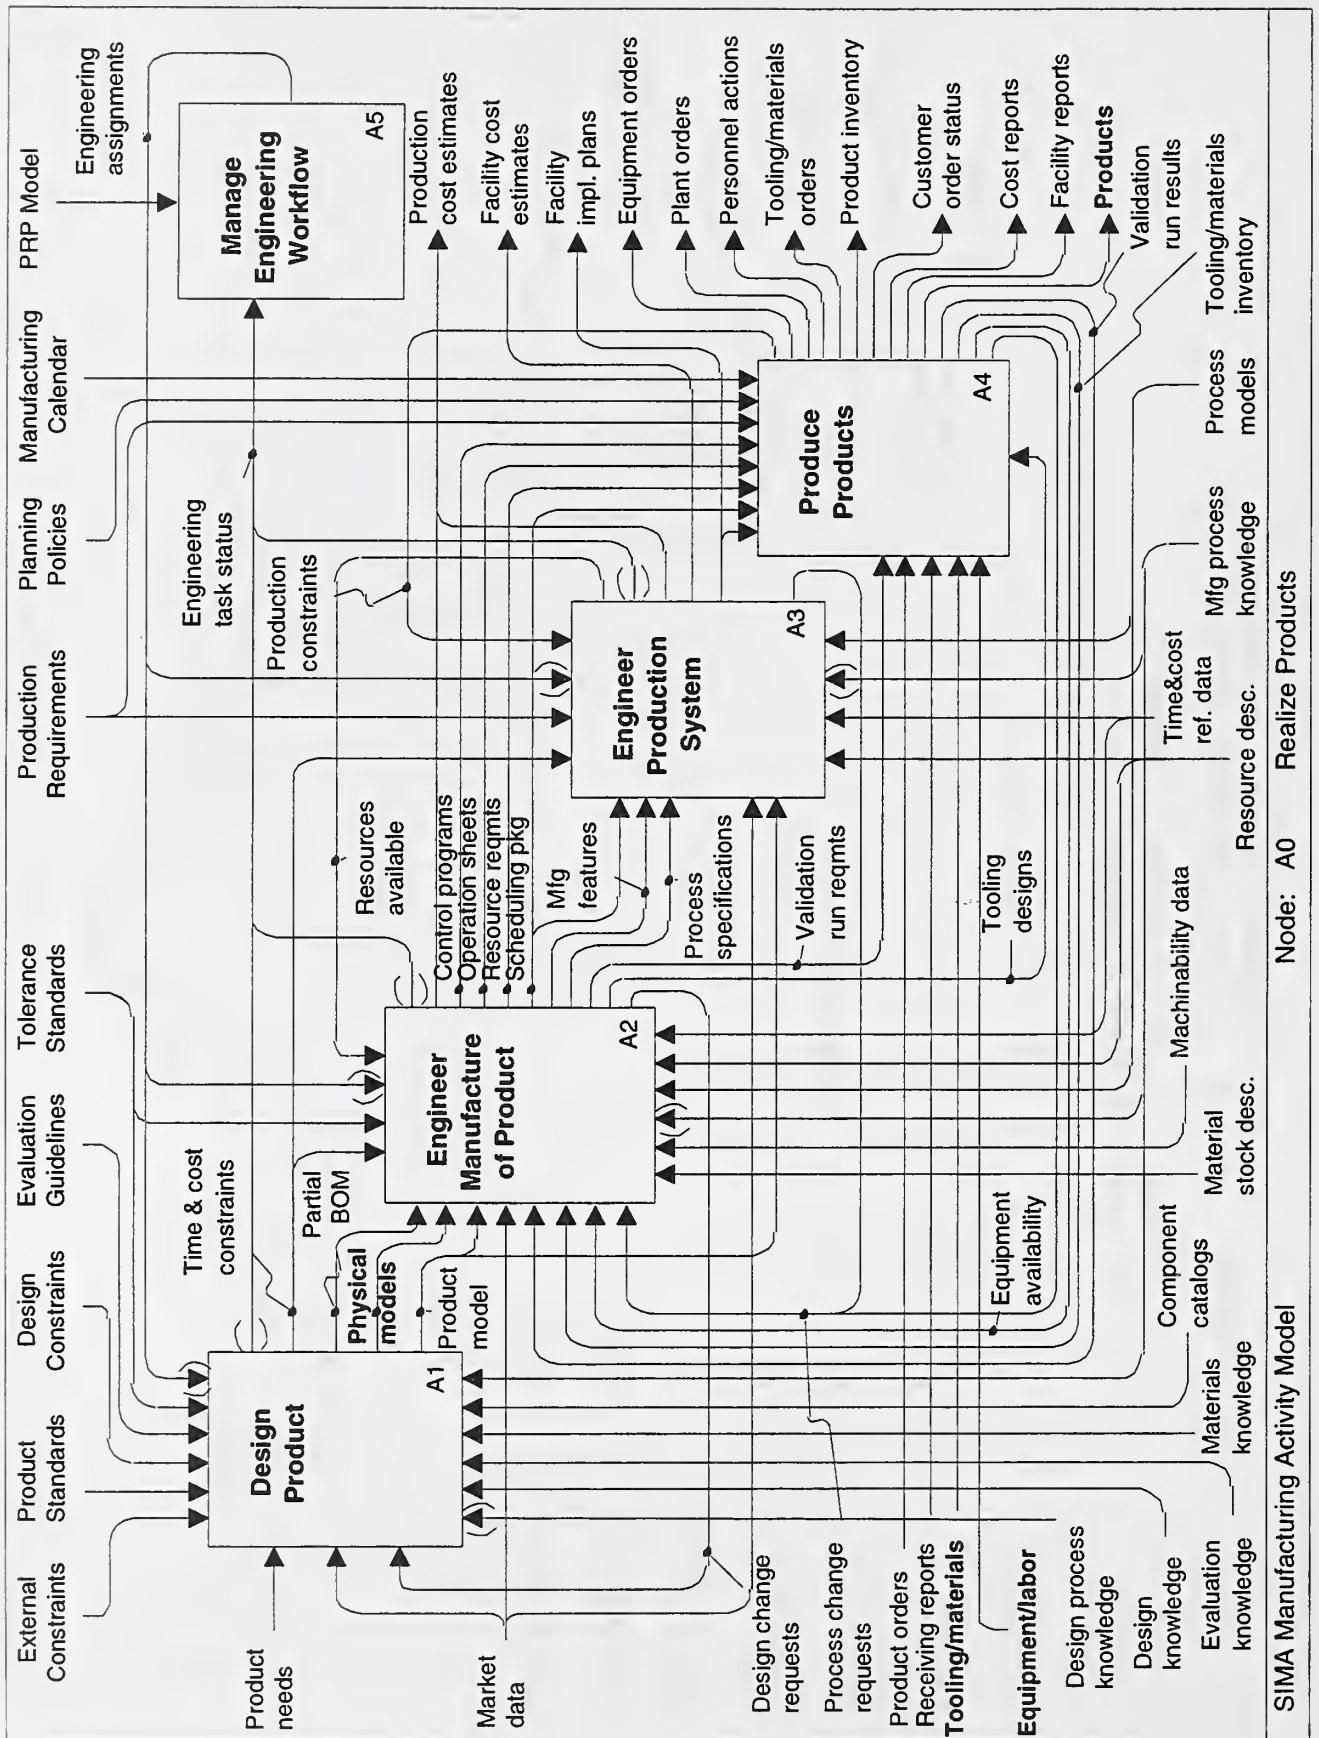 External
Constraints
Product
Standards
Design
Constraints
Evaluation
Guidelines
Tolerance
Standards
Production
Requirements
Planning
Policies
Manufacturing
Calendar
PRP Model
Engineering
assignments
Manage
Engineering
Workflow
A5
Engineering
task status
Production
constraints
Time & cost
constraints
Partial
BOM
Physical
models
Product
model
Resources
available
Control programs
Operation sheets
Resource reqmts
Scheduling pkg
Mfg
features
Process
specifications
Validation
run reqmts
Tooling
designs
Design
Product
A1
Engineer
Manufacture
of Product
A2
Engineer
Production
System
A3
Produce
Products
A4
Production
cost estimates
Facility cost
estimates
Facility
impl. plans
Equipment orders
Plant orders
Personnel actions
Tooling/materials
orders
Product inventory
Customer
order status
Cost reports
Facility reports
Products
Validation
run results
Tooling/materials
inventory
Product
needs
Market
data
Design change
requests
Process change
requests
Product orders
Receiving reports
Tooling/materials
Equipment/labor
Design process
knowledge
Design
knowledge
Evaluation
knowledge
Materials
knowledge
Component
catalogs
Equipment
availability
Material
stock desc.
Machinability data
Resource desc.
Time&cost
ref. data
Mfg process
knowledge
Process
models
SIMA Manufacturing Activity Model
Node: A0
Realize Products